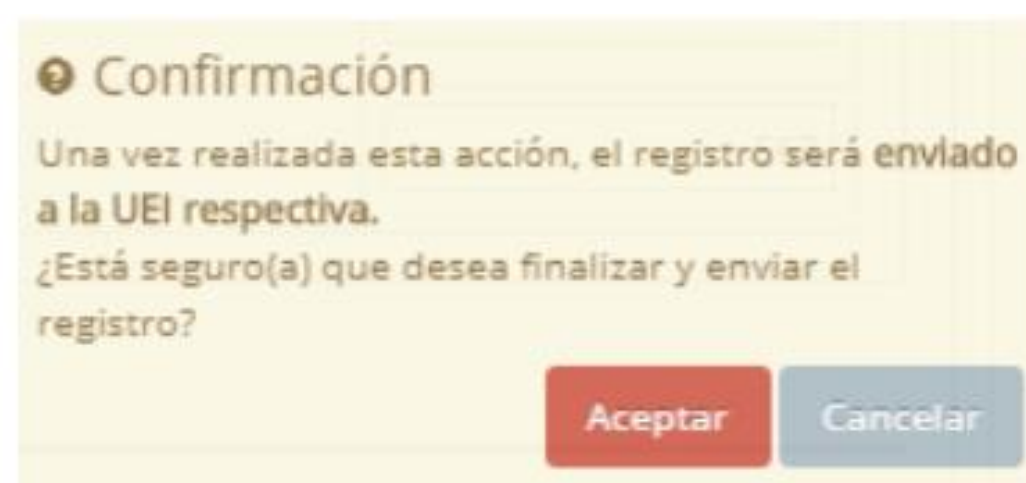 Confirmación
Una vez realizada esta acción, el registro será enviado
a la UEI respectiva.
¿Está seguro(a) que desea finalizar y enviar el
registro?
Aceptar Cancelar